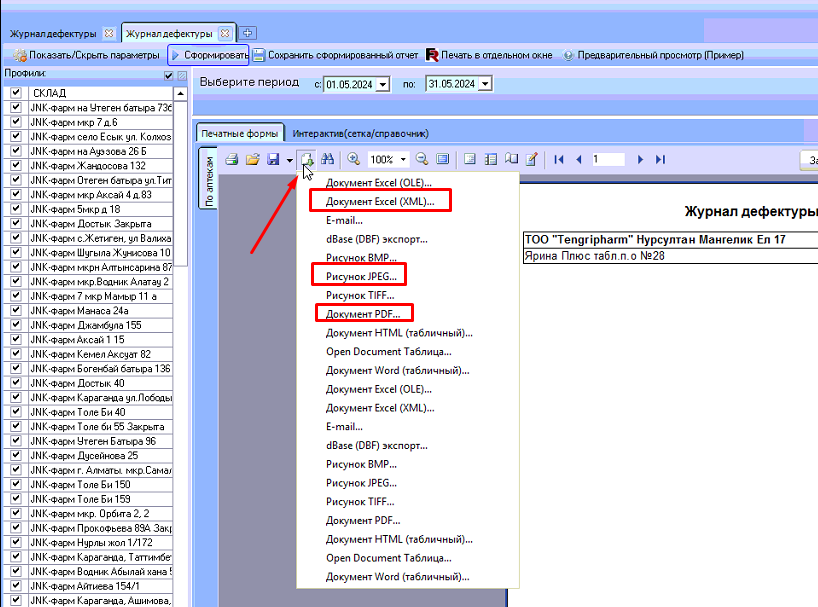 Журнал дефектуры
Журнал дефектуры
Показать/Скрыть параметры
Сформировать
Сохранить сформированный отчет
Печать в отдельном окне
Предварительный просмотр (Пример)
Профили:
Выберите период
с:
01.05.2024
по:
31.05.2024
СКЛАД
JNK-фарм на Утеген батыра 73б
JNK-фарм мкр 7 д.6
JNK-фарм село Есык ул. Колхоз
JNK-фарм на Ауэзова 26 Б
JNK-фарм Жандосова 132
JNK-фарм Отеген батыра ул.Тит
JNK-фарм мкр Аксай 4 д.83
JNK-фарм 5мкр д 18
JNK-фарм Достык Закрыта
JNK-фарм с.Жетиген, ул Валиха
JNK-фарм Шугыла Жунисова 10
JNK-фарм мкрн Алтынсарина 87
JNK-фарм мкр.Водник Алатау 2
JNK-фарм 7 мкр Мамыр 11 а
JNK-фарм Манаса 24а
JNK-фарм Джамбула 155
JNK-фарм Аксай 1 15
JNK-фарм Кемел Аксуат 82
JNK-фарм Богенбай батыра 136
JNK-фарм Достык 40
JNK-фарм Караганда ул.Лободы
JNK-фарм Толе Би 40
JNK-фарм Толе би 55 Закрыта
JNK-фарм Утеген Батыра 96
JNK-фарм Дусейнова 25
JNK-фарм г. Алматы. мкр.Самал
JNK-фарм Толе Би 150
JNK-фарм Толе Би 159
JNK-фарм мкр. Орбита 2, 2
JNK-фарм Прокофьева 89А Закр
JNK-фарм Нурлы жол 1/172
JNK-фарм Караганда, Таттимбе
JNK-фарм Водник Абылай хана 5
JNK-фарм Айтиева 154/1
JNK-фарм Караганда, Ашимова,
Печатные формы
Интерактив(сетка/справочник)
По аптекам
100%
1
За
Документ Excel (OLE)...
Документ Excel (XML)...
E-mail...
dBase (DBF) экспорт...
Рисунок BMP...
Рисунок JPEG...
Рисунок TIFF...
Документ PDF...
Документ HTML (табличный)...
Open Document Таблица...
Документ Word (табличный)...
Документ Excel (OLE)...
Документ Excel (XML)...
E-mail...
dBase (DBF) экспорт...
Рисунок BMP...
Рисунок JPEG...
Рисунок TIFF...
Документ PDF...
Документ HTML (табличный)...
Open Document Таблица...
Документ Word (табличный)...
Журнал дефектуры
ТОО "Tengripharm" Нурсултан Мангелик Ел 17
Ярина Плюс табл.п.о №28